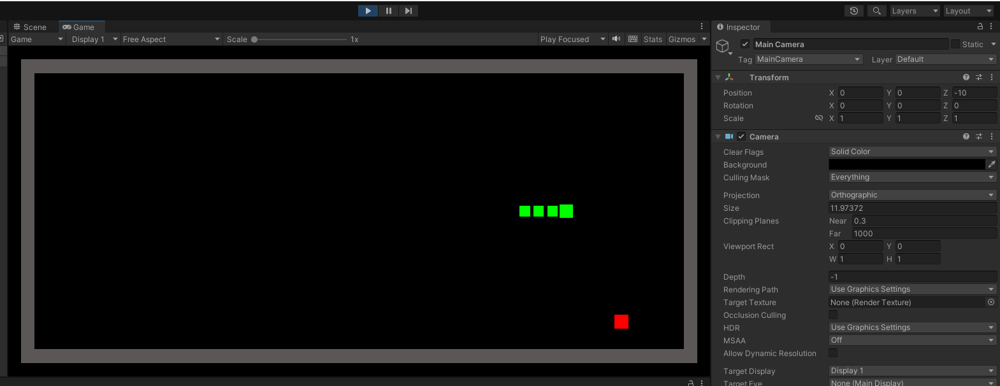 Layers Layout
Scene Game
Game Display 1 Free Aspect Scale 1x Play Focused Stats Gizmos
Inspector
Main Camera Static
Tag MainCamera Layer Default
Transform
Position X 0 Y 0 Z -10
Rotation X 0 Y 0 Z 0
Scale X 1 Y 1 Z 1
Camera
Clear Flags Solid Color
Background
Culling Mask Everything
Projection Orthographic
Size 11.97372
Clipping Planes Near 0.3
Far 1000
Viewport Rect X 0 Y 0
W 1 H 1
Depth -1
Rendering Path Use Graphics Settings
Target Texture None (Render Texture)
Occlusion Culling
HDR Use Graphics Settings
MSAA Off
Allow Dynamic Resolution
Target Display Display 1
Target Eye None (Main Display)